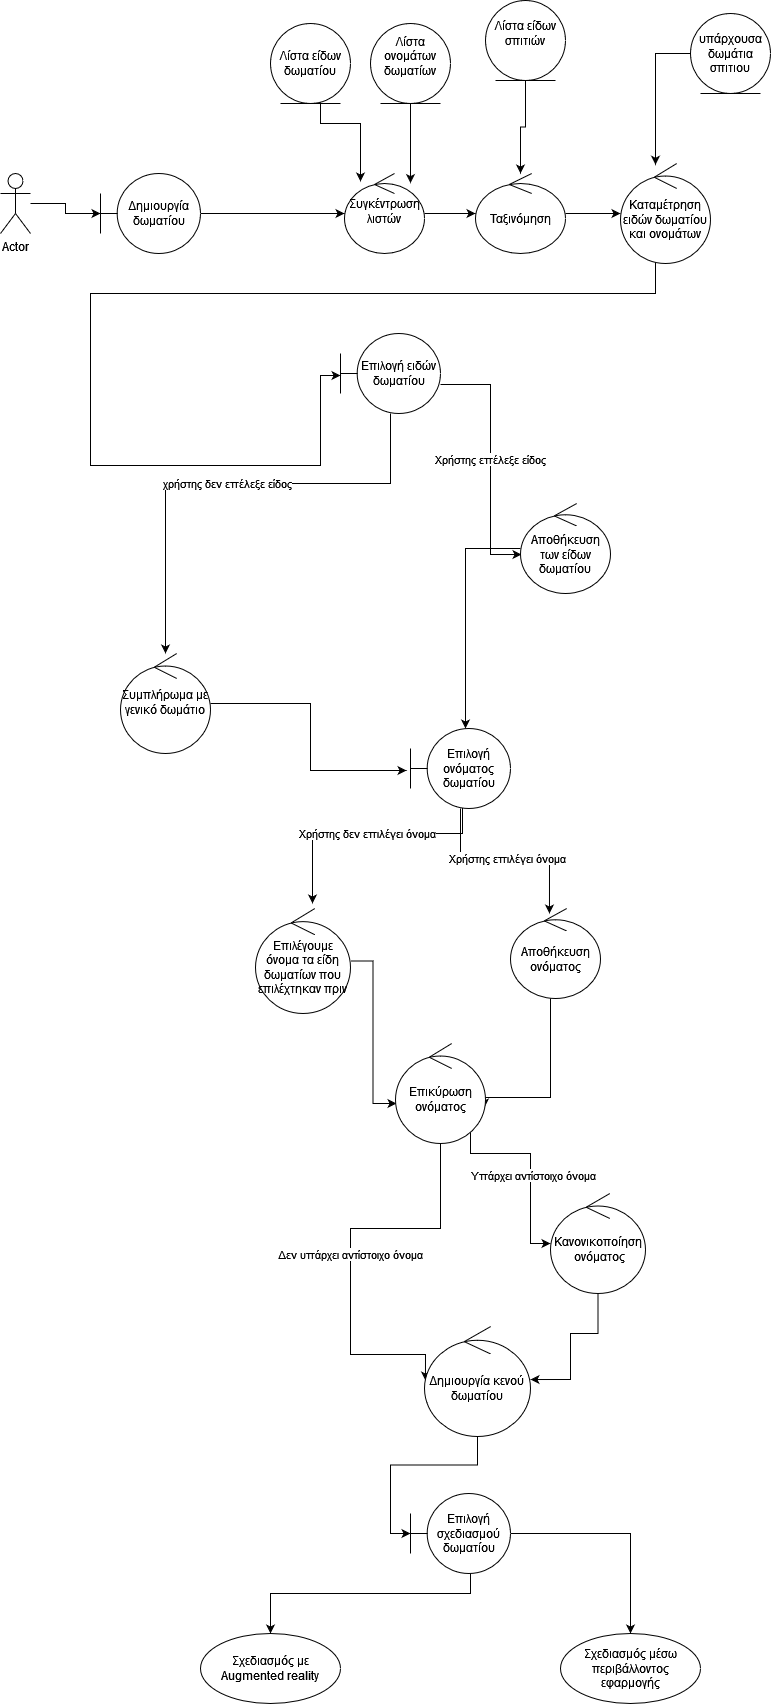 Λίστα είδων
δωματίου
Λίστα
ονομάτων
δωματίων
Λίστα είδων
σπιτιών
υπάρχουσα
δωμάτια
σπιτιου
Actor
Δημιουργία
δωματίου
Συγκέντρωση
λιστών
Ταξινόμηση
Καταμέτρηση
ειδών δωματίου
και ονομάτων
Επιλογή ειδών
δωματίου
Χρήστης επέλεξε είδος
χρήστης δεν επέλεξε είδος
Αποθήκευση
των είδων
δωματίου
Συμπλήρωμα με
γενικό δωμάτιο
Επιλογή
ονόματος
δωματίου
Χρήστης δεν επιλέγει όνομα
Χρήστης επιλέγει όνομα
Επιλέγουμε
όνομα τα είδη
δωματίων που
επιλέχτηκαν πριν
Αποθήκευση
ονόματος
Επικύρωση
ονόματος
Υπάρχει αντίστοιχο όνομα
Κανονικοποίηση
ονόματος
Δεν υπάρχει αντίστοιχο όνομα
Δημιουργία κενού
δωματίου
Επιλογή
σχεδιασμού
δωματίου
Σχεδιασμός με
Augmented reality
Σχεδιασμός μέσω
περιβάλλοντος
εφαρμογής